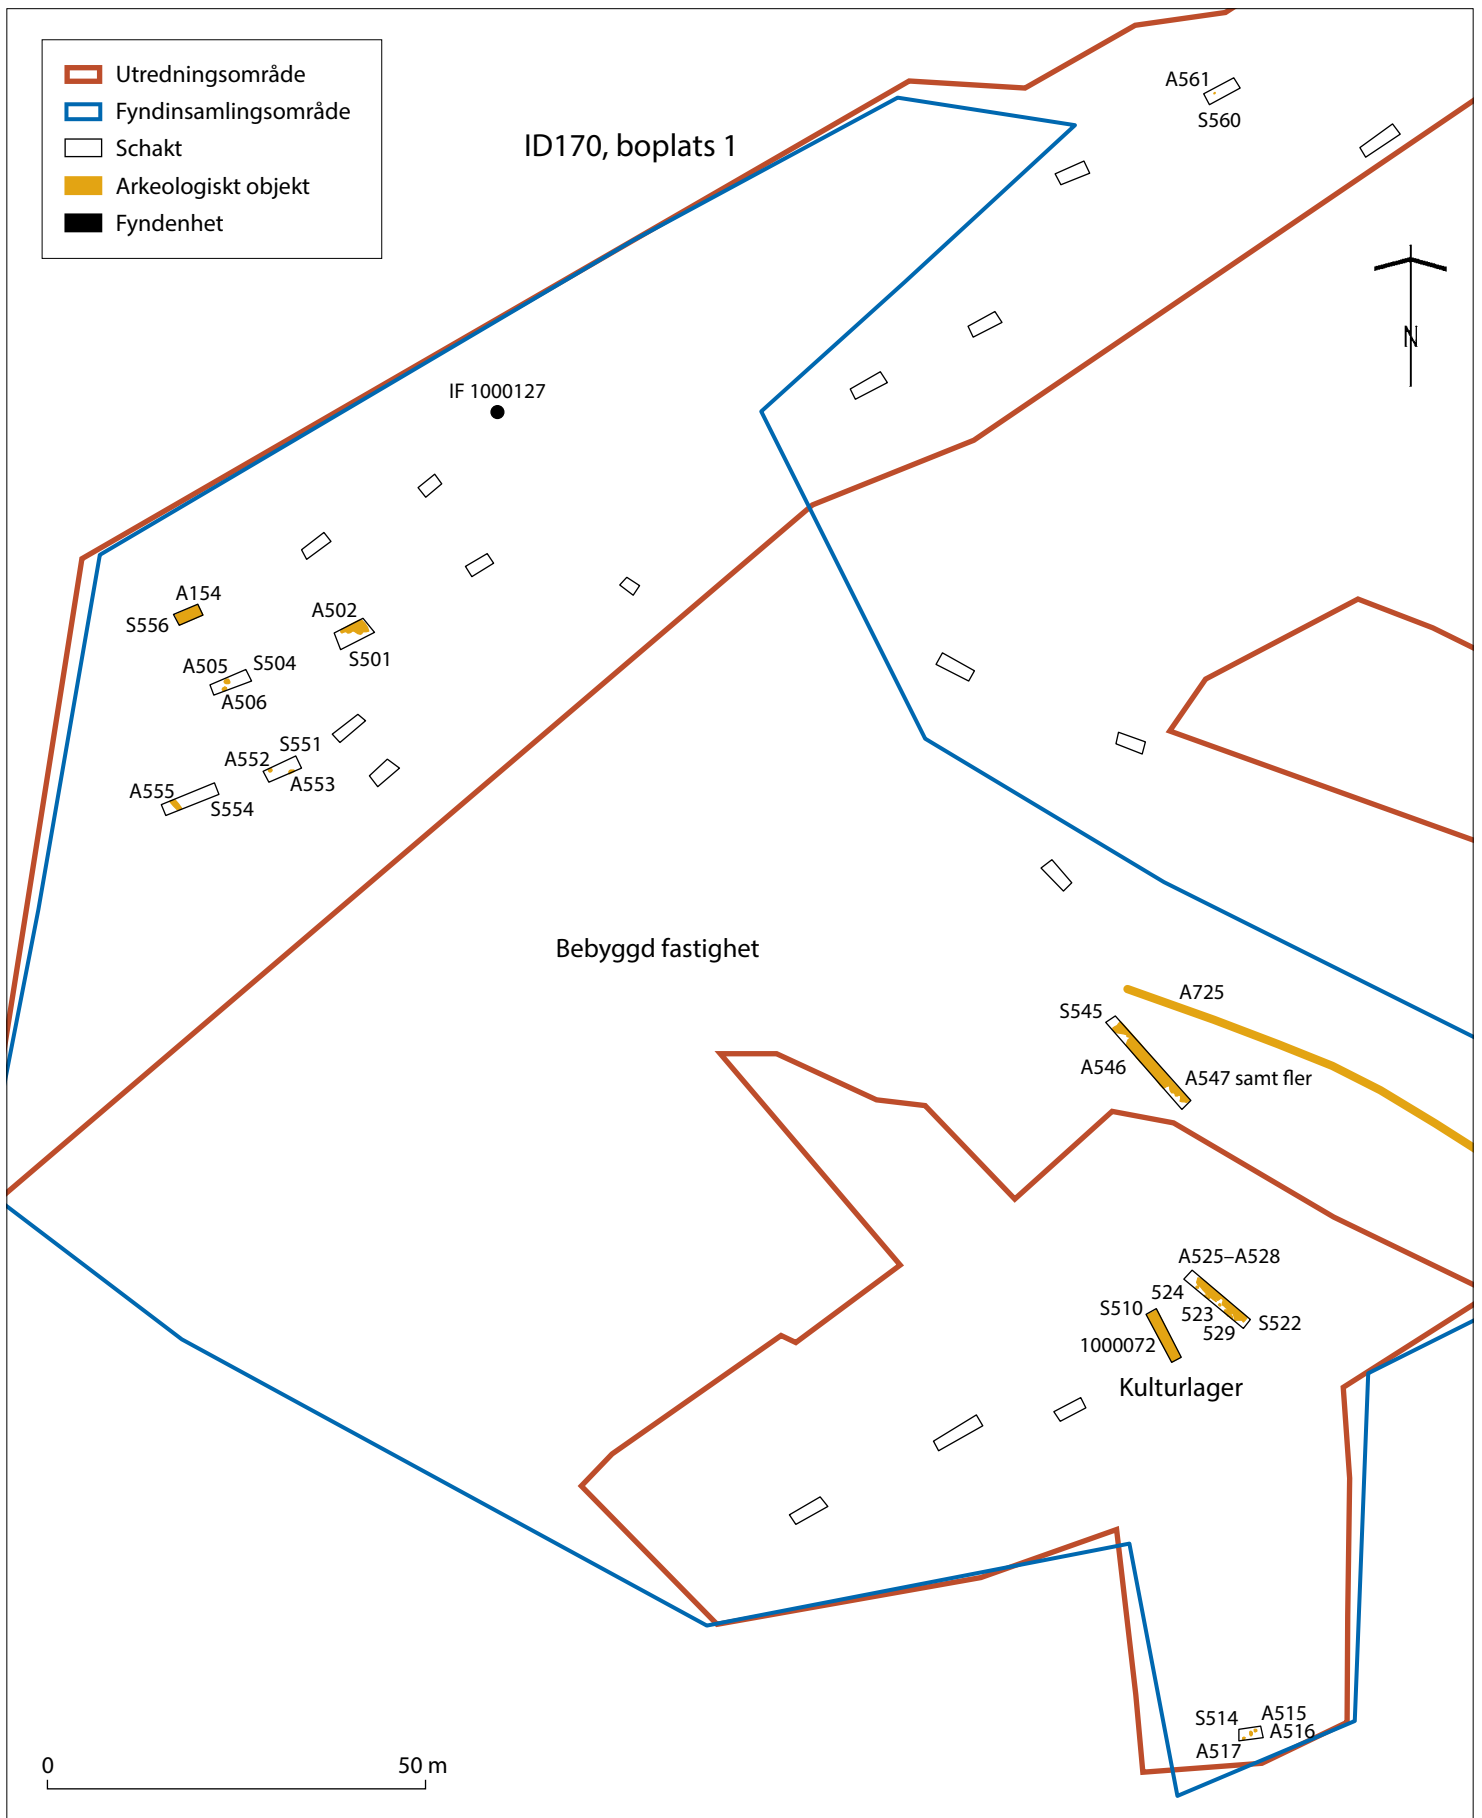 Utredningsområde
Fyndinsamlingsområde
Schakt
Arkeologiskt objekt
Fyndenhet
ID170, boplats 1
A561
S560
N
IF 1000127
A154
S556
A502
S501
A505
S504
A506
S551
A552
A553
A555
S554
Bebyggd fastighet
A725
S545
A546
A547 samt fler
A525–A528
524
S510
523
S522
529
1000072
Kulturlager
S514
A515
A516
A517
0
50 m